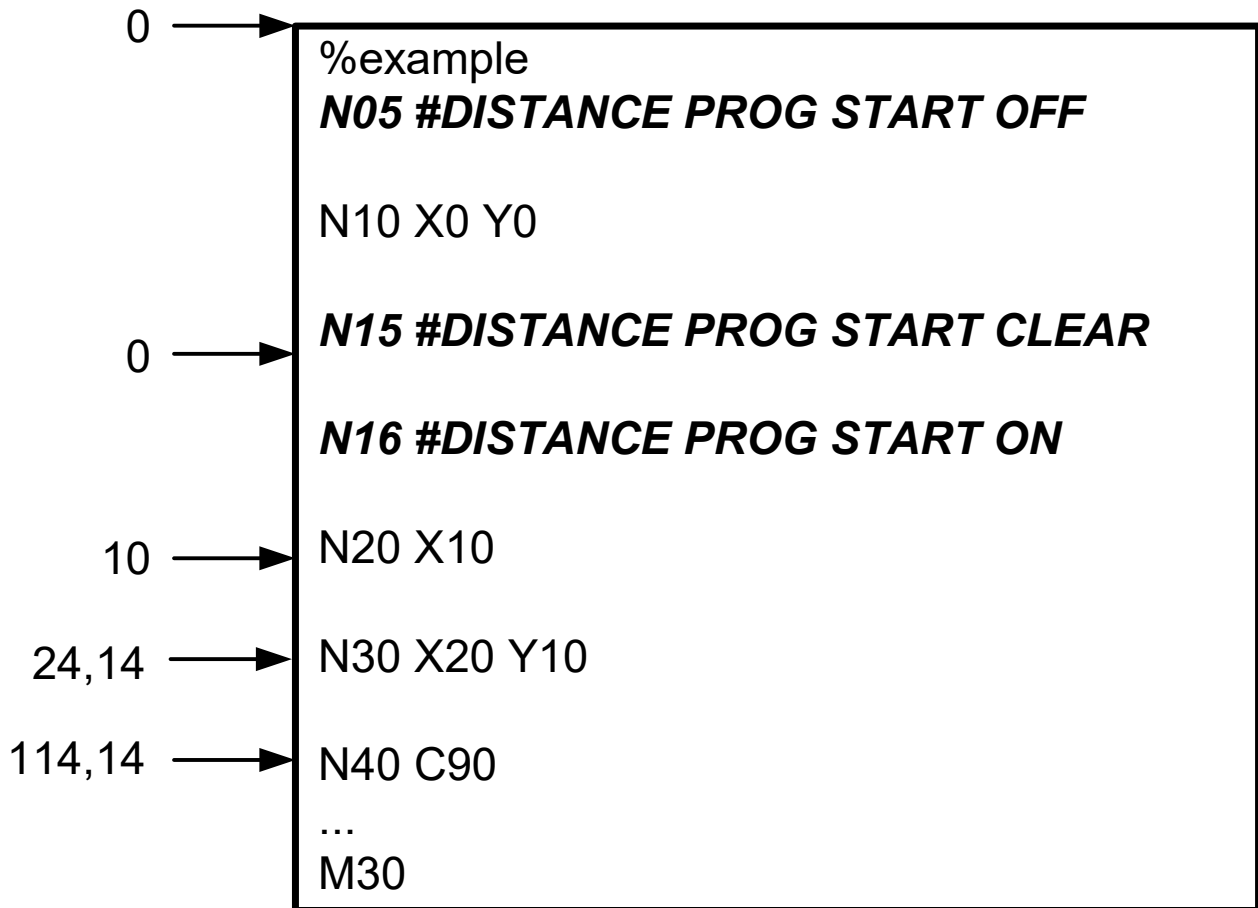 0
%example
N05 #DISTANCE PROG START OFF
N10 X0 Y0
N15 #DISTANCE PROG START CLEAR
0
N16 #DISTANCE PROG START ON
10 N20 X10
24,14 N30 X20 Y10
114,14 N40 C90
...
M30